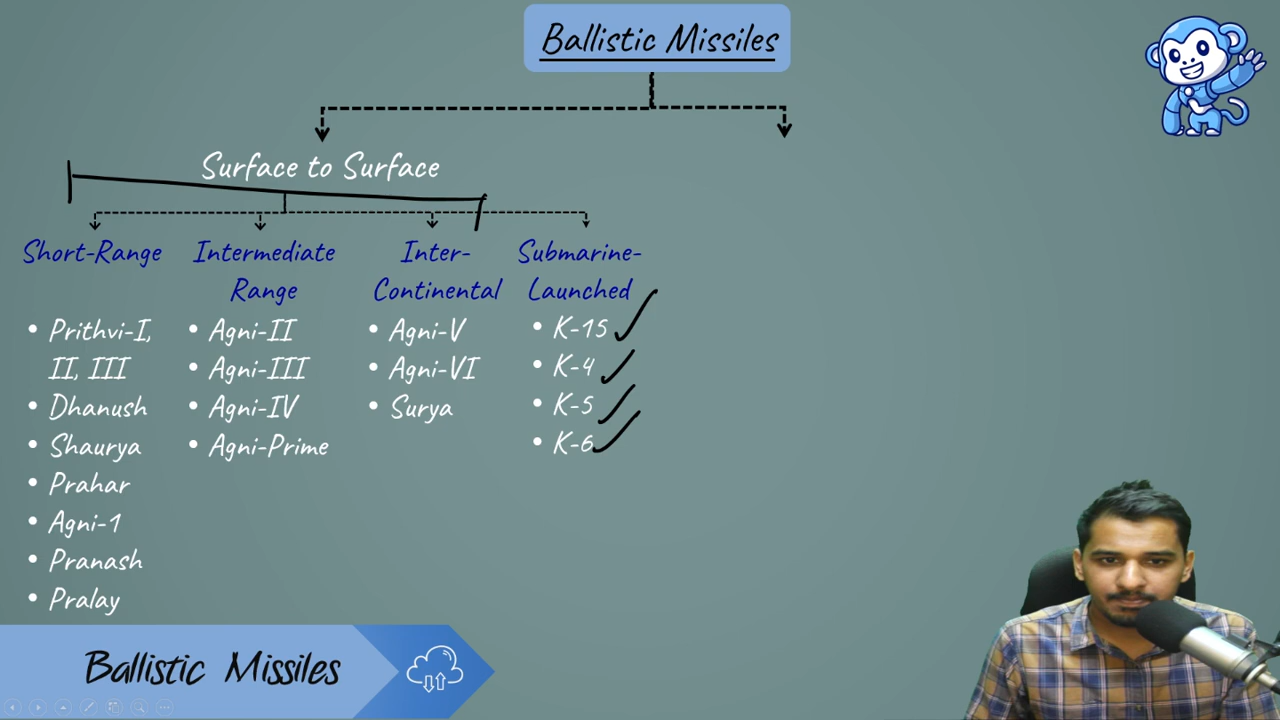 Ballistic Missiles
Surface to Surface
Short-Range
• Prithvi-I,
II, III
• Dhanush
• Shaurya
• Prahar
• Agni-1
• Pranash
• Pralay
Intermediate
Range
• Agni-II
• Agni-III
• Agni-IV
• Agni-Prime
Inter-
Continental
• Agni-V
• Agni-VI
• Surya
Submarine-
Launched
• K-15
• K-4
• K-5
• K-6
Ballistic Missiles